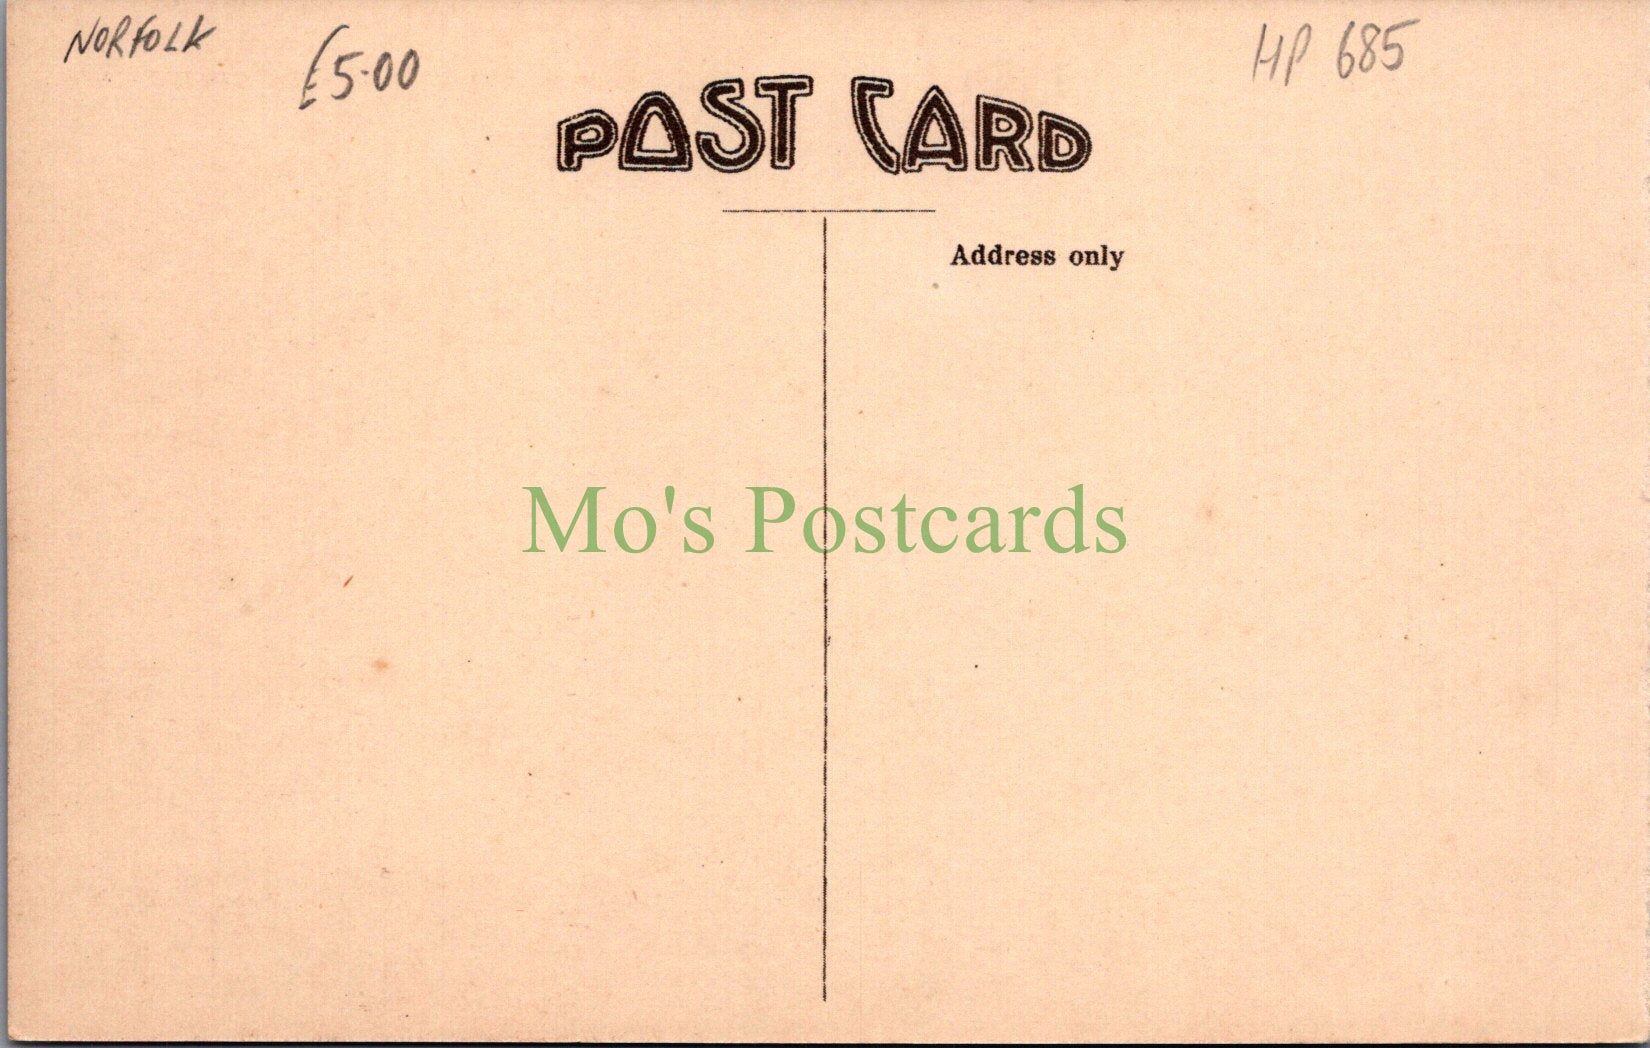 NORFOLK
£5.00
HP 685
POST CARD
Address only
Mo's Postcards